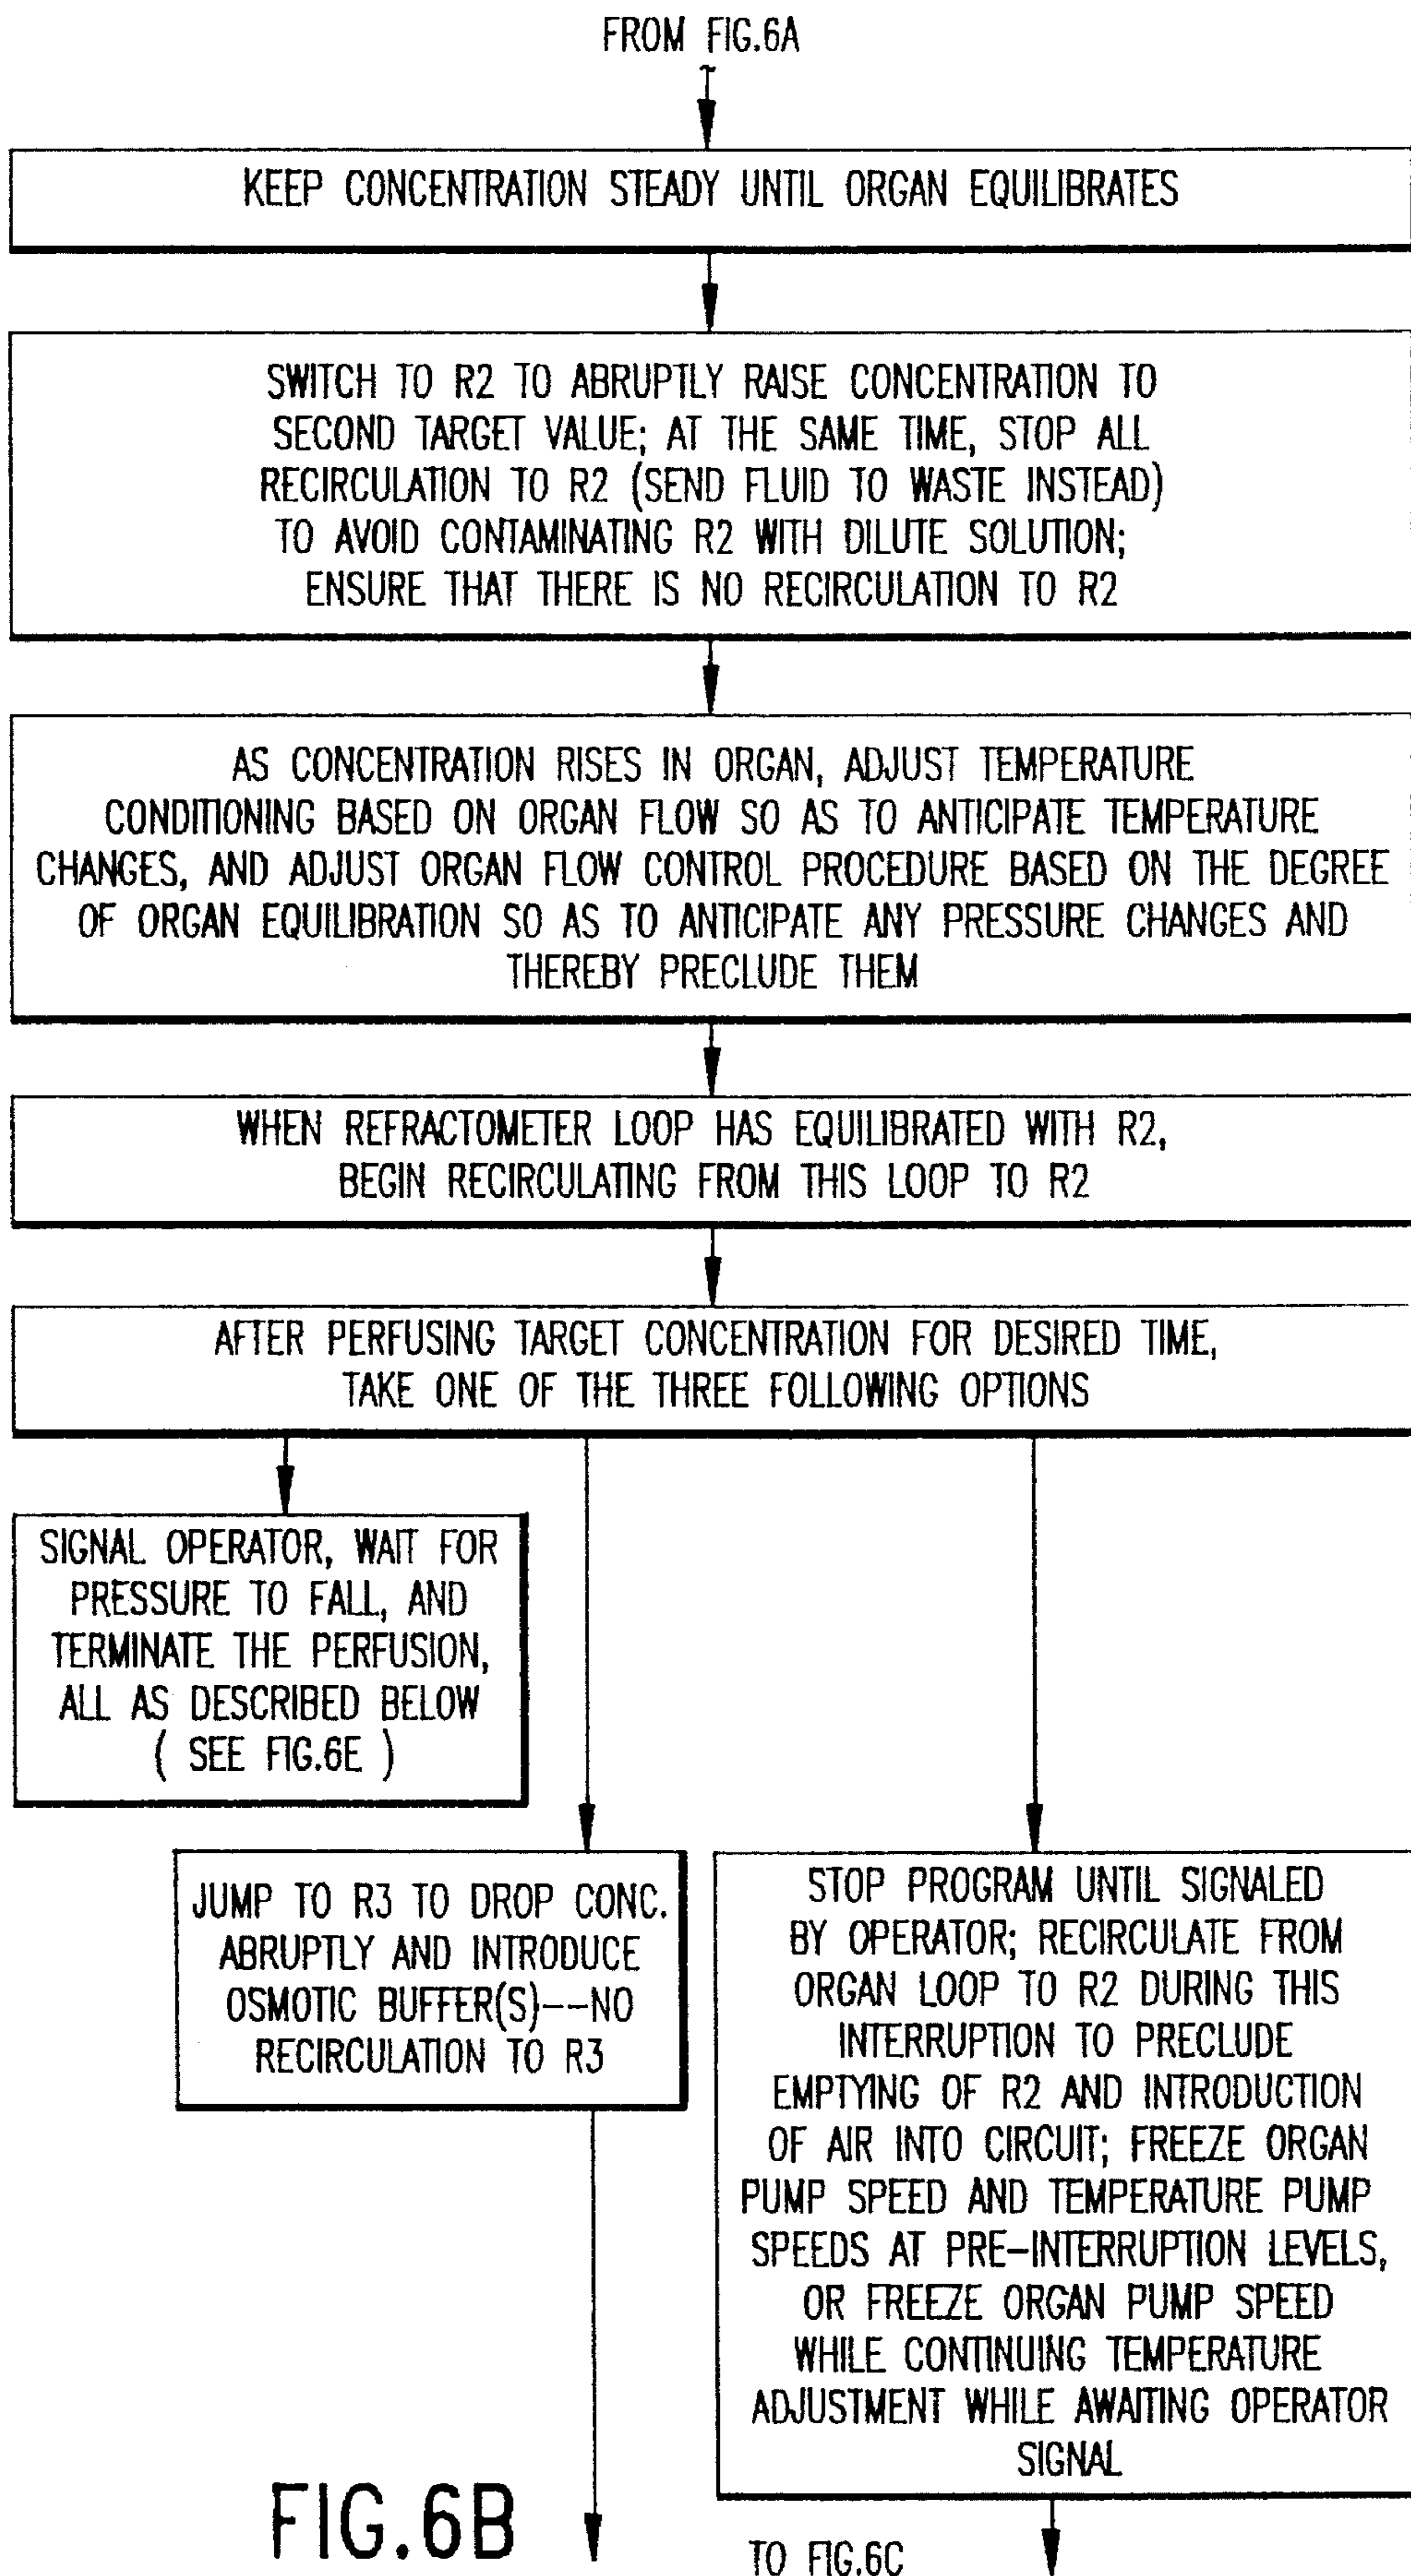 FROM FIG.6A
KEEP CONCENTRATION STEADY UNTIL ORGAN EQUILIBRATES
SWITCH TO R2 TO ABRUPTLY RAISE CONCENTRATION TO
SECOND TARGET VALUE; AT THE SAME TIME, STOP ALL
RECIRCULATION TO R2 (SEND FLUID TO WASTE INSTEAD)
TO AVOID CONTAMINATING R2 WITH DILUTE SOLUTION;
ENSURE THAT THERE IS NO RECIRCULATION TO R2
AS CONCENTRATION RISES IN ORGAN, ADJUST TEMPERATURE
CONDITIONING BASED ON ORGAN FLOW SO AS TO ANTICIPATE TEMPERATURE
CHANGES, AND ADJUST ORGAN FLOW CONTROL PROCEDURE BASED ON THE DEGREE
OF ORGAN EQUILIBRATION SO AS TO ANTICIPATE ANY PRESSURE CHANGES AND
THEREBY PRECLUDE THEM
WHEN REFRACTOMETER LOOP HAS EQUILIBRATED WITH R2,
BEGIN RECIRCULATING FROM THIS LOOP TO R2
AFTER PERFUSING TARGET CONCENTRATION FOR DESIRED TIME,
TAKE ONE OF THE THREE FOLLOWING OPTIONS
SIGNAL OPERATOR, WAIT FOR
PRESSURE TO FALL, AND
TERMINATE THE PERFUSION,
ALL AS DESCRIBED BELOW
( SEE FIG.6E )
JUMP TO R3 TO DROP CONC.
ABRUPTLY AND INTRODUCE
OSMOTIC BUFFER(S)--NO
RECIRCULATION TO R3
STOP PROGRAM UNTIL SIGNALED
BY OPERATOR; RECIRCULATE FROM
ORGAN LOOP TO R2 DURING THIS
INTERRUPTION TO PRECLUDE
EMPTYING OF R2 AND INTRODUCTION
OF AIR INTO CIRCUIT; FREEZE ORGAN
PUMP SPEED AND TEMPERATURE PUMP
SPEEDS AT PRE-INTERRUPTION LEVELS,
OR FREEZE ORGAN PUMP SPEED
WHILE CONTINUING TEMPERATURE
ADJUSTMENT WHILE AWAITING OPERATOR
SIGNAL
FIG.6B
TO FIG.6C